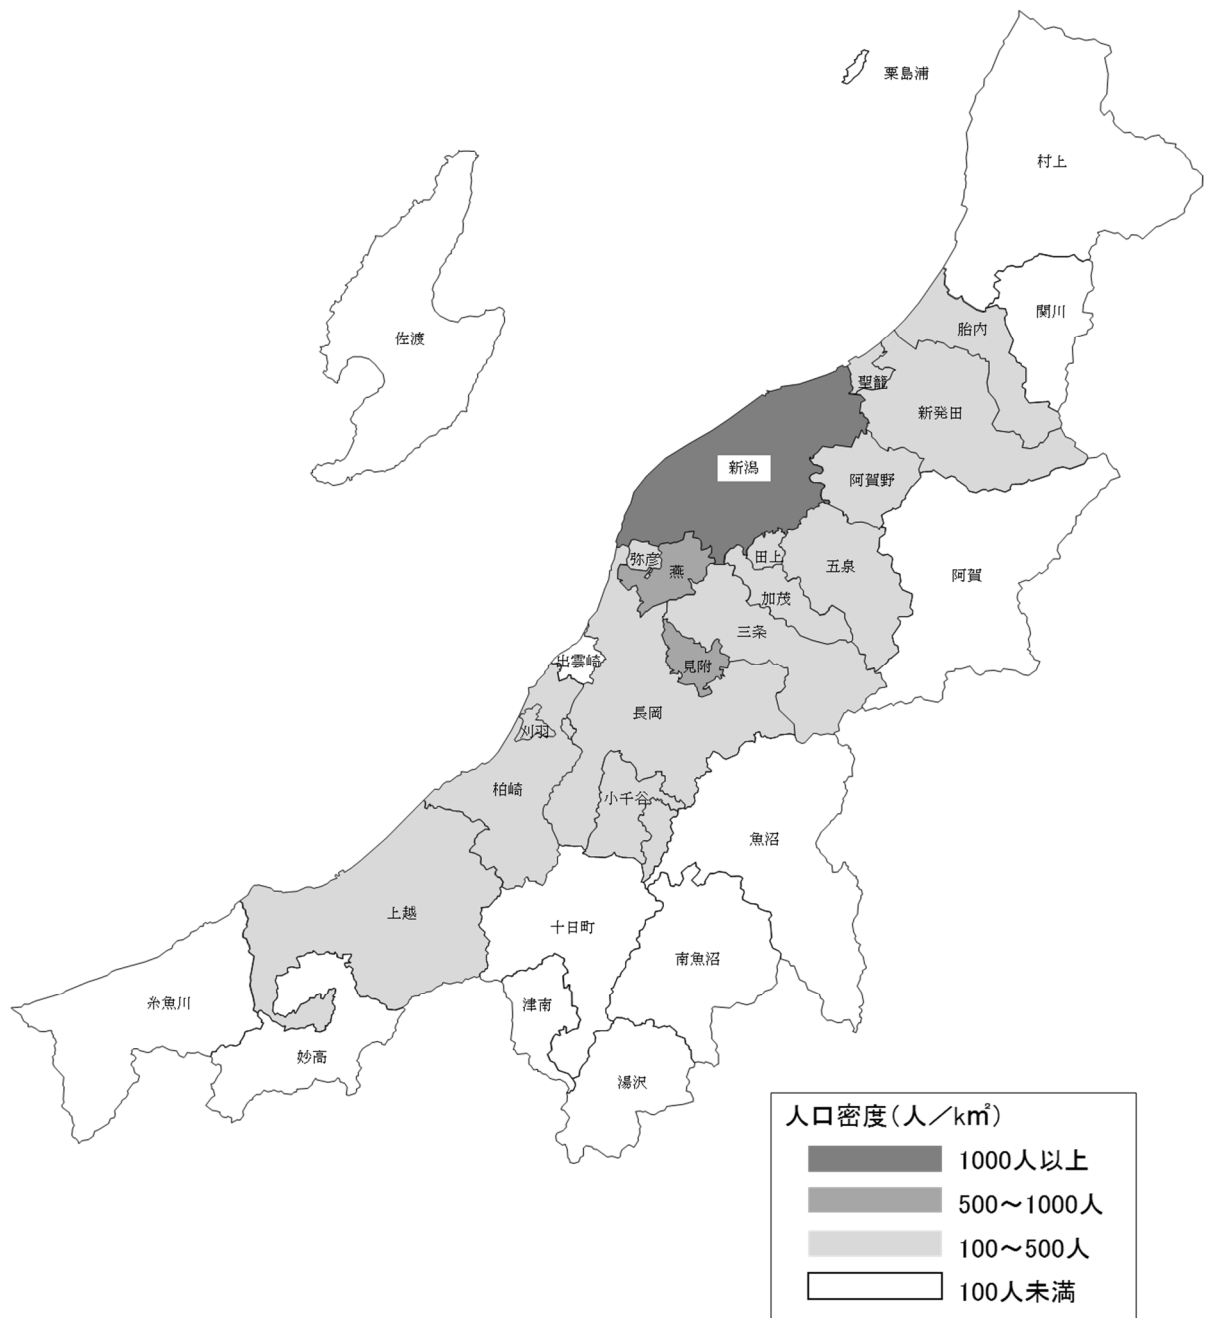 粟島浦
村上
関川
佐渡
胎内
聖籠
新発田
新潟
阿賀野
弥彦
燕
田上
五泉
阿賀
加茂
三条
出雲崎
見附
長岡
刈羽
柏崎
小千谷
魚沼
上越
十日町
南魚沼
糸魚川
津南
妙高
湯沢
人口密度(人／k㎡)
1000人以上
500～1000人
100～500人
100人未満